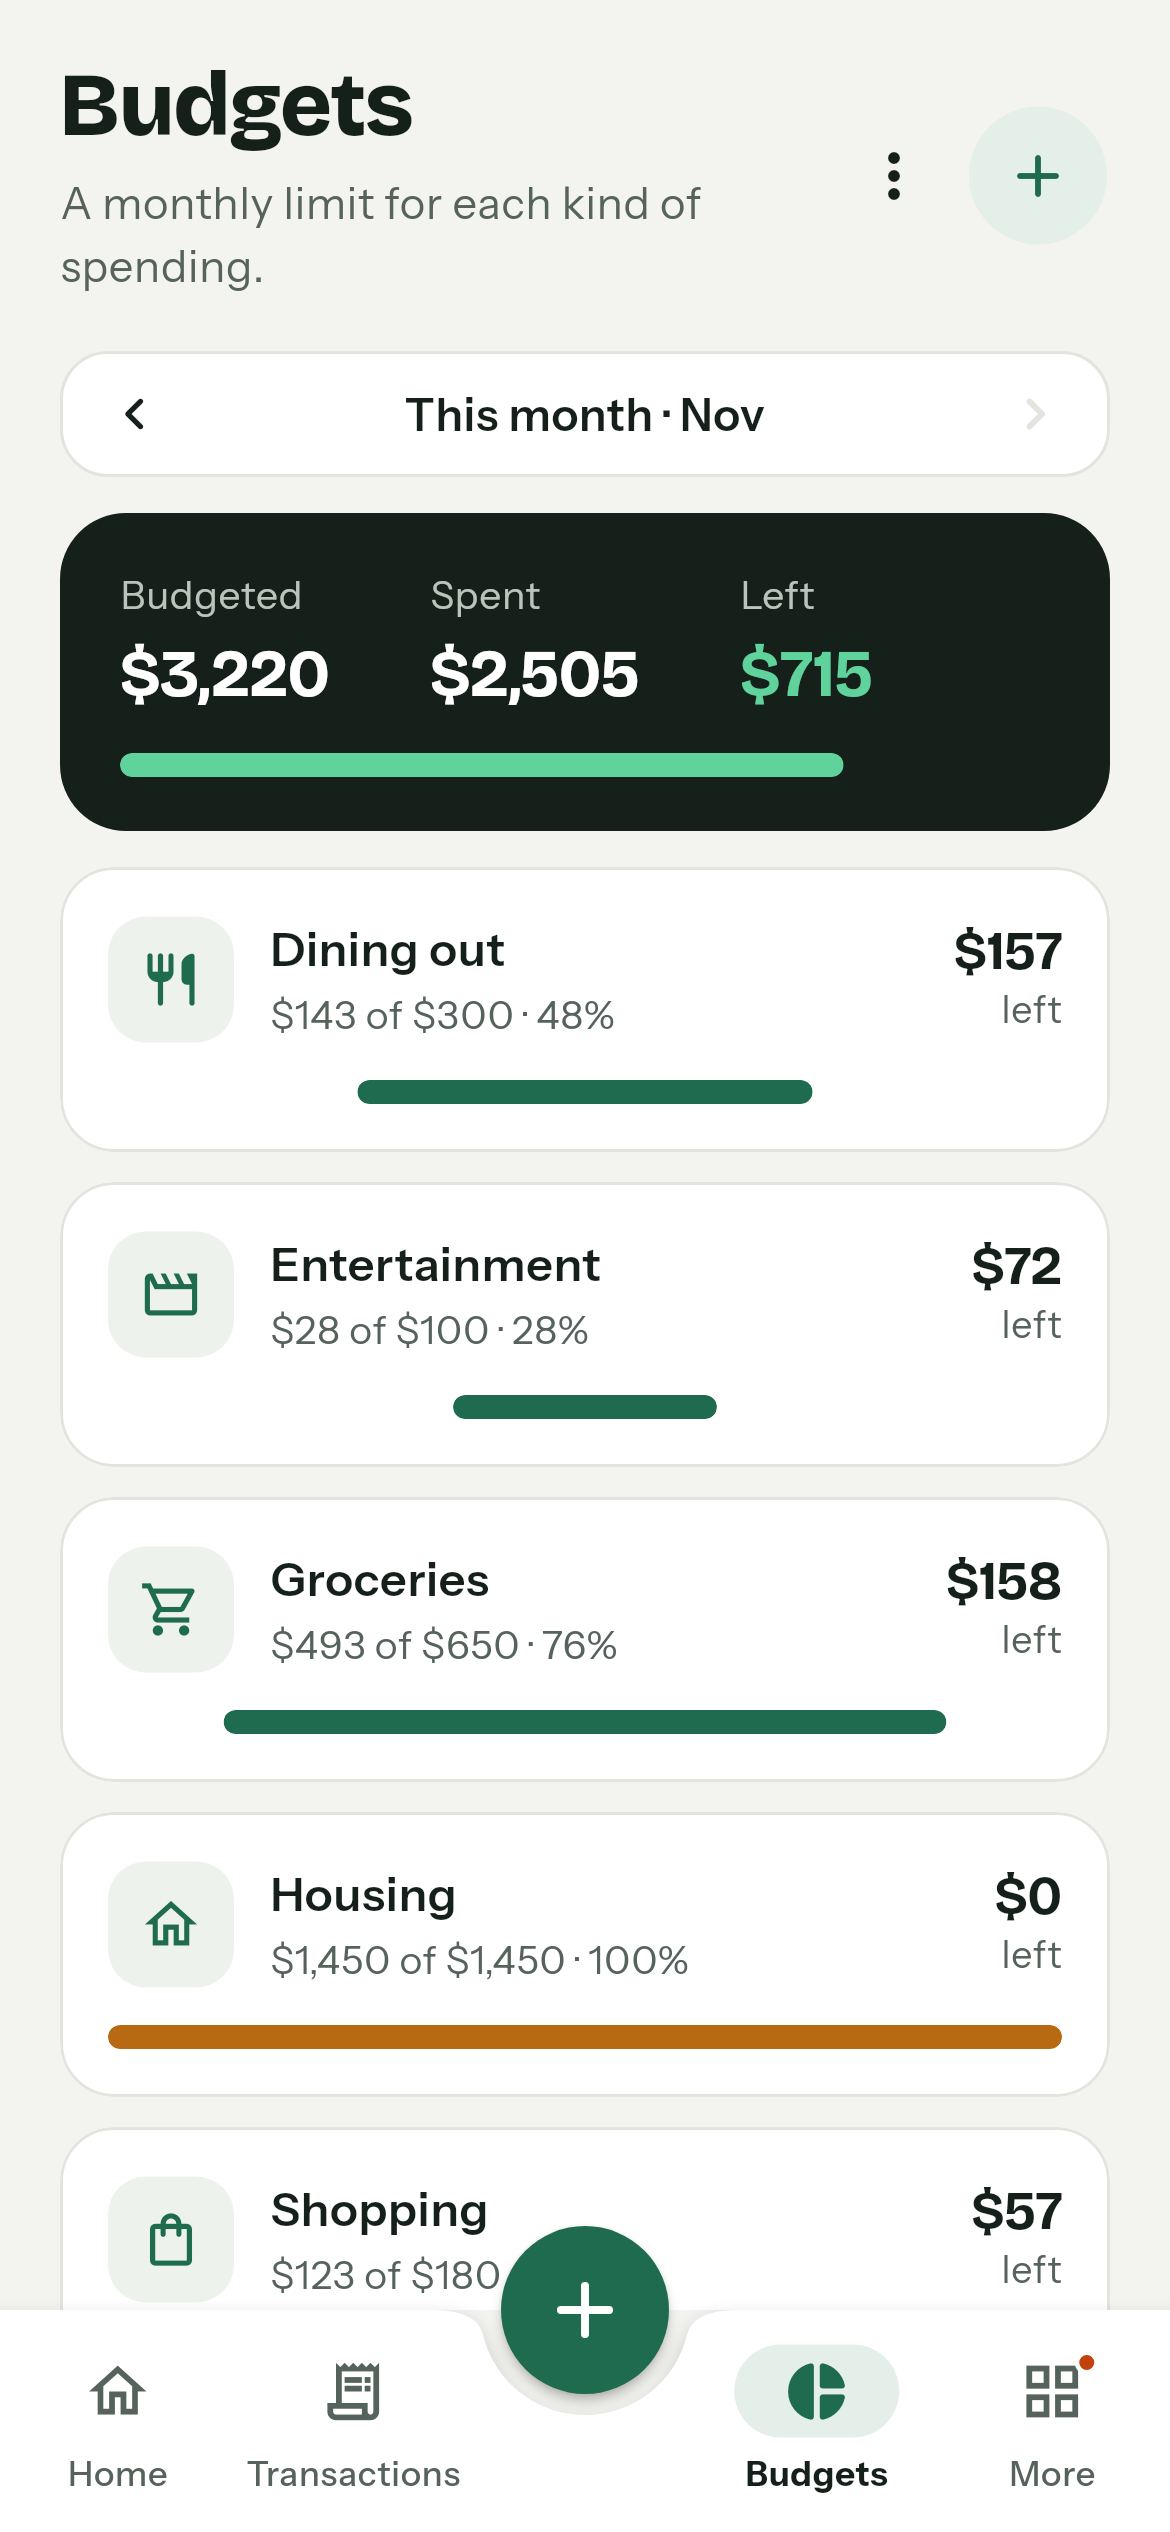 Budgets
A monthly limit for each kind of
spending.
This month · Nov
Budgeted Spent Left
$3,220 $2,505 $715
Dining out $157
$143 of $300 · 48% left
Entertainment $72
$28 of $100 · 28% left
Groceries $158
$493 of $650 · 76% left
Housing $0
$1,450 of $1,450 · 100% left
Shopping $57
$123 of $180 left
Home Transactions Budgets More